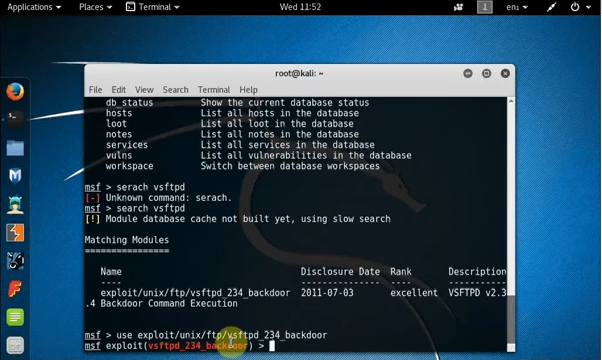 Applications Places Terminal Wed 11:52 1 en₁
root@kali: ~
File Edit View Search Terminal Help
db_status Show the current database status
hosts List all hosts in the database
loot List all loot in the database
notes List all notes in the database
services List all services in the database
vulns List all vulnerabilities in the database
workspace Switch between database workspaces
msf > serach vsftpd
[-] Unknown command: serach.
msf > search vsftpd
[!] Module database cache not built yet, using slow search
Matching Modules
================
Name Disclosure Date Rank Description
---- --------------- ---- -----------
exploit/unix/ftp/vsftpd_234_backdoor 2011-07-03 excellent VSFTPD v2.3
.4 Backdoor Command Execution
msf > use exploit/unix/ftp/vsftpd_234_backdoor
msf exploit(vsftpd_234_backdoor) >